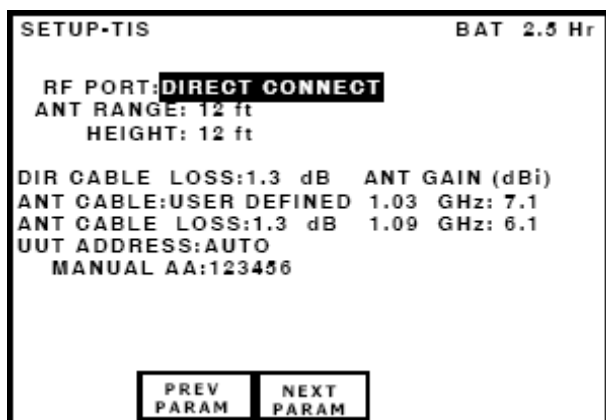 SETUP-TIS BAT 2.5 Hr
RF PORT:DIRECT CONNECT
ANT RANGE: 12 ft
HEIGHT: 12 ft
DIR CABLE LOSS:1.3 dB ANT GAIN (dBi)
ANT CABLE:USER DEFINED 1.03 GHz: 7.1
ANT CABLE LOSS:1.3 dB 1.09 GHz: 6.1
UUT ADDRESS:AUTO
MANUAL AA:123456
PREV PARAM
NEXT PARAM